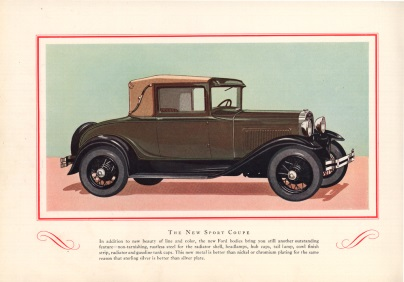 The New Sport Coupe
In addition to new beauty of line and color, the new Ford bodies bring you still another outstanding
feature—non-tarnishing, rustless steel for the radiator shell, headlamps, hub caps, tail lamp, cowl finish
strip, radiator and gasoline tank caps. This new metal is better than nickel or chromium plating for the same
reason that sterling silver is better than silver plate.